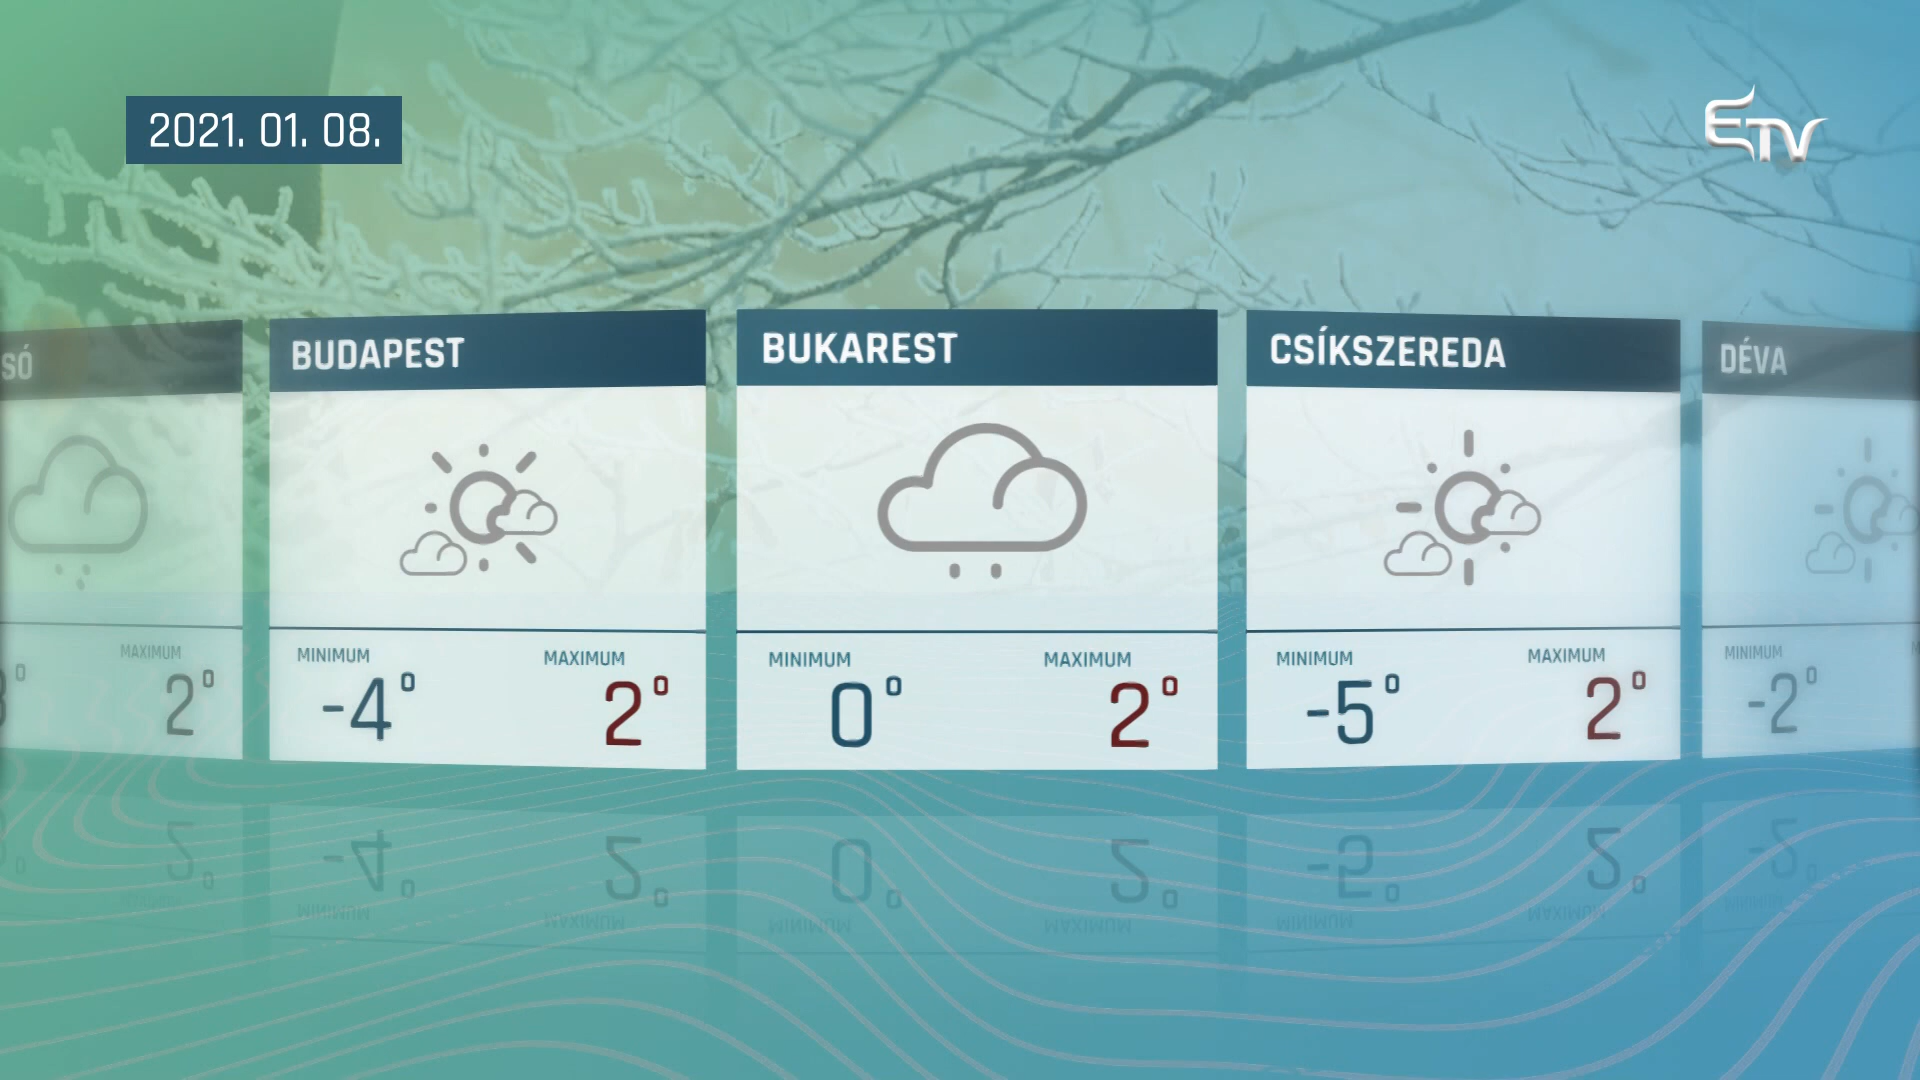 2021. 01. 08.
ETV
SÓ
MAXIMUM
2°
BUDAPEST
MINIMUM
MAXIMUM
-4°
2°
BUKAREST
MINIMUM
MAXIMUM
0°
2°
CSÍKSZEREDA
MINIMUM
MAXIMUM
-5°
2°
DÉVA
MINIMUM
-2°